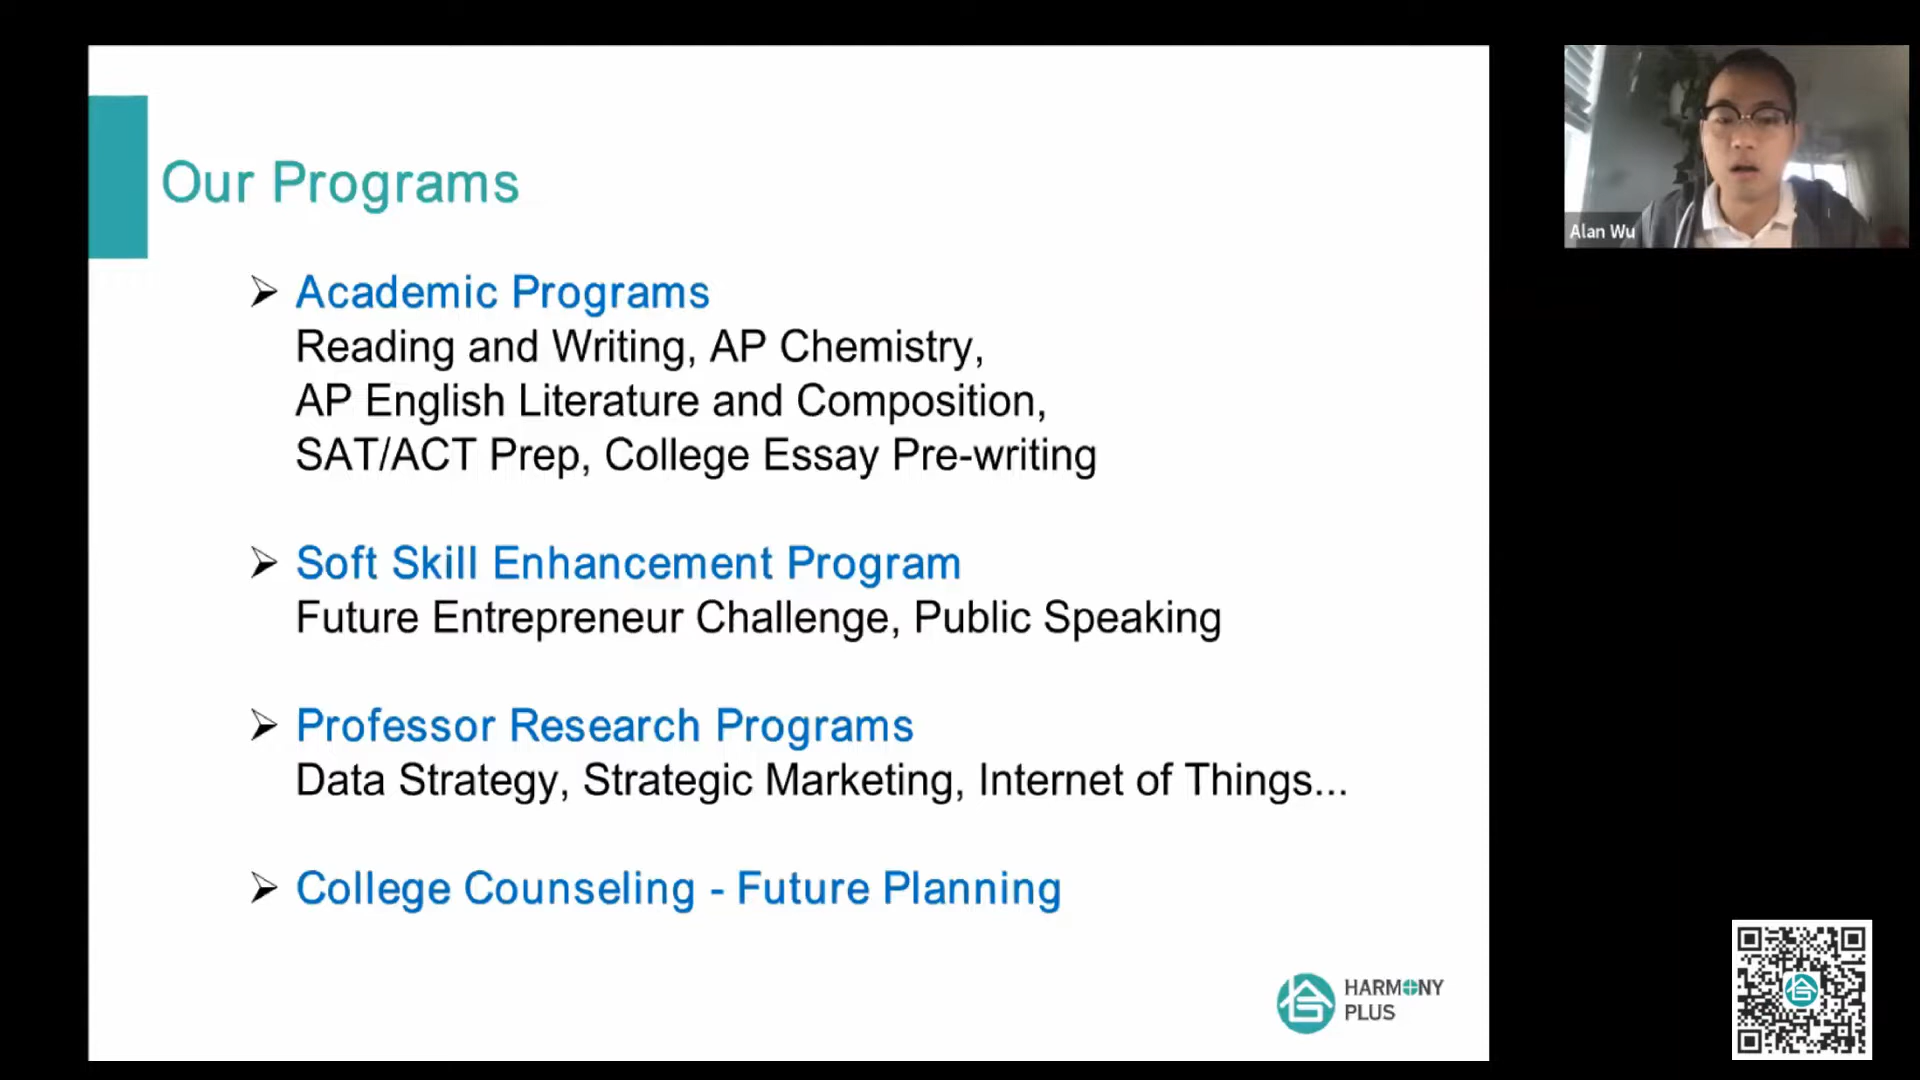 Our Programs
Academic Programs
Reading and Writing, AP Chemistry,
AP English Literature and Composition,
SAT/ACT Prep, College Essay Pre-writing
Soft Skill Enhancement Program
Future Entrepreneur Challenge, Public Speaking
Professor Research Programs
Data Strategy, Strategic Marketing, Internet of Things...
College Counseling - Future Planning
HARMONY
PLUS
Alan Wu